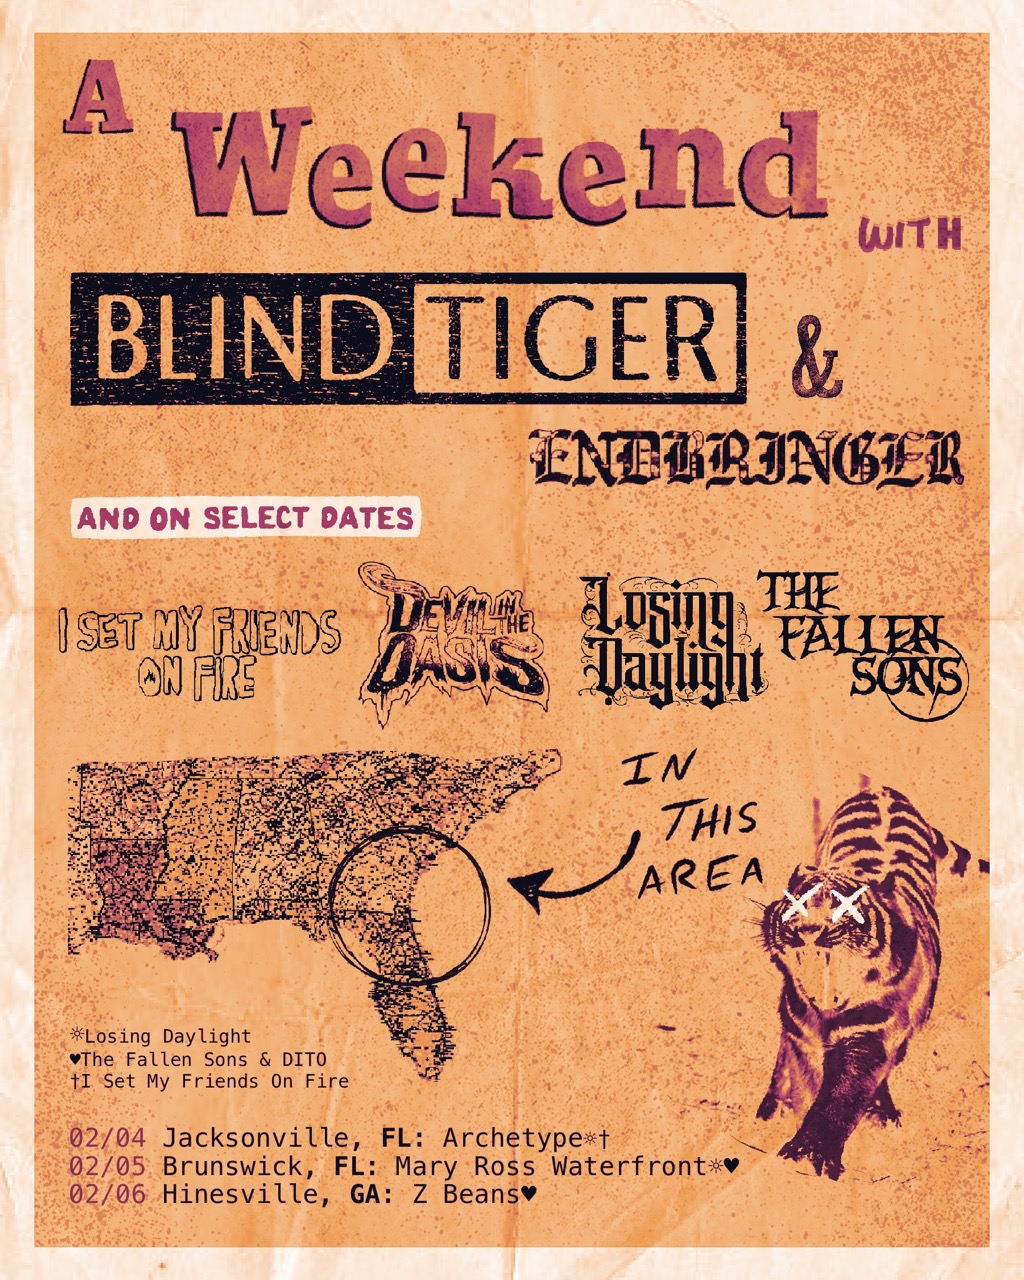 A
Weekend
WITH
BLIND TIGER
&
ENDBRINGER
AND ON SELECT DATES
I SET MY FRIENDS
ON FIRE
DEVIL IN THE
OASIS
Losing
Daylight
THE
FALLEN
SONS
IN
THIS
AREA
☼Losing Daylight
♥The Fallen Sons & DITO
†I Set My Friends On Fire
02/04 Jacksonville, FL: Archetype☼†
02/05 Brunswick, FL: Mary Ross Waterfront☼♥
02/06 Hinesville, GA: Z Beans♥